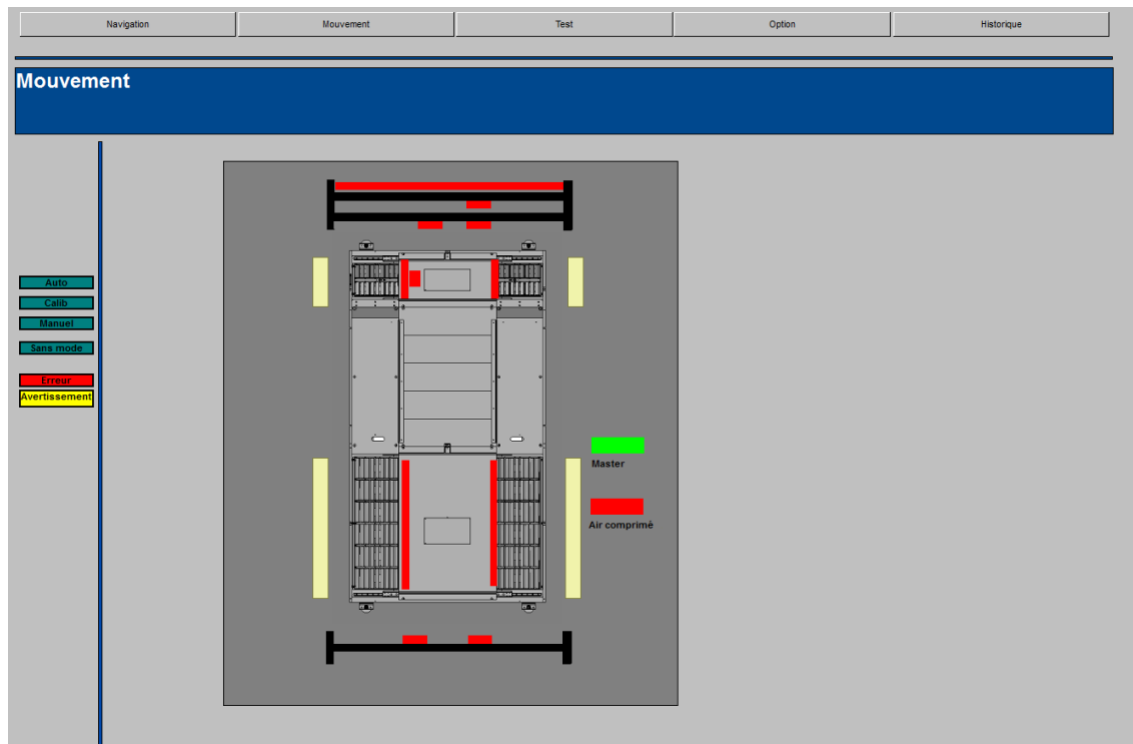 Navigation
Mouvement
Test
Option
Historique
Mouvement
Auto
Calib
Manuel
Sans mode
Erreur
Avertissement
Master
Air comprimé